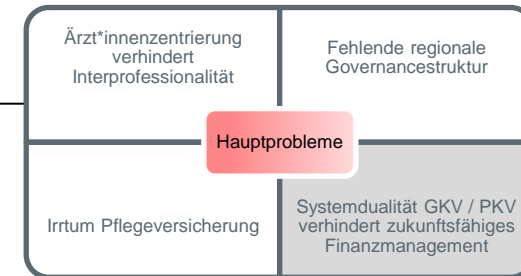 Ärzt*innenzentrierung
verhindert
Interprofessionalität
Fehlende regionale
Governancestruktur
Hauptprobleme
Irrtum Pflegeversicherung
Systemdualität GKV / PKV
verhindert zukunftsfähiges
Finanzmanagement